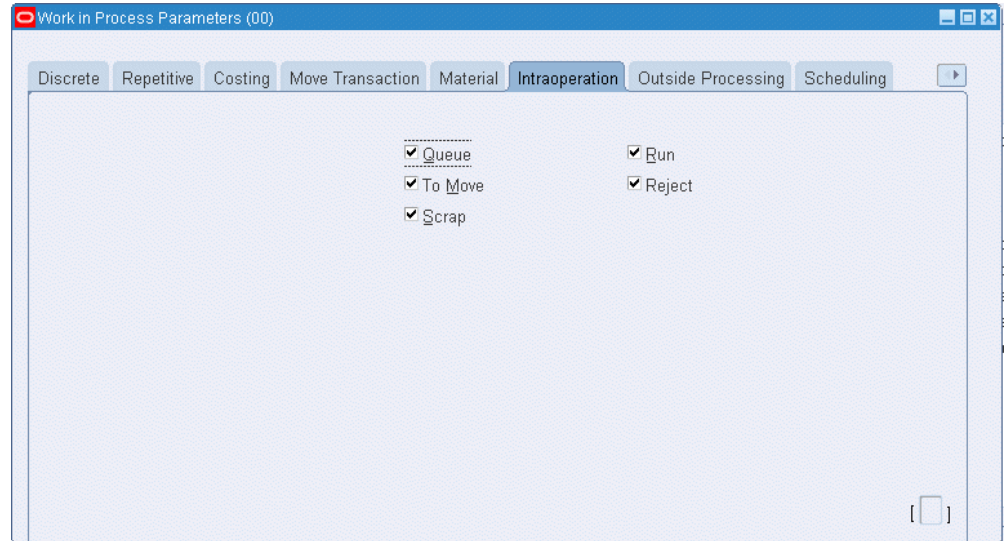 Work in Process Parameters (00)
Discrete Repetitive Costing Move Transaction Material Intraoperation Outside Processing Scheduling
Queue Run
To Move Reject
Scrap
[ ]